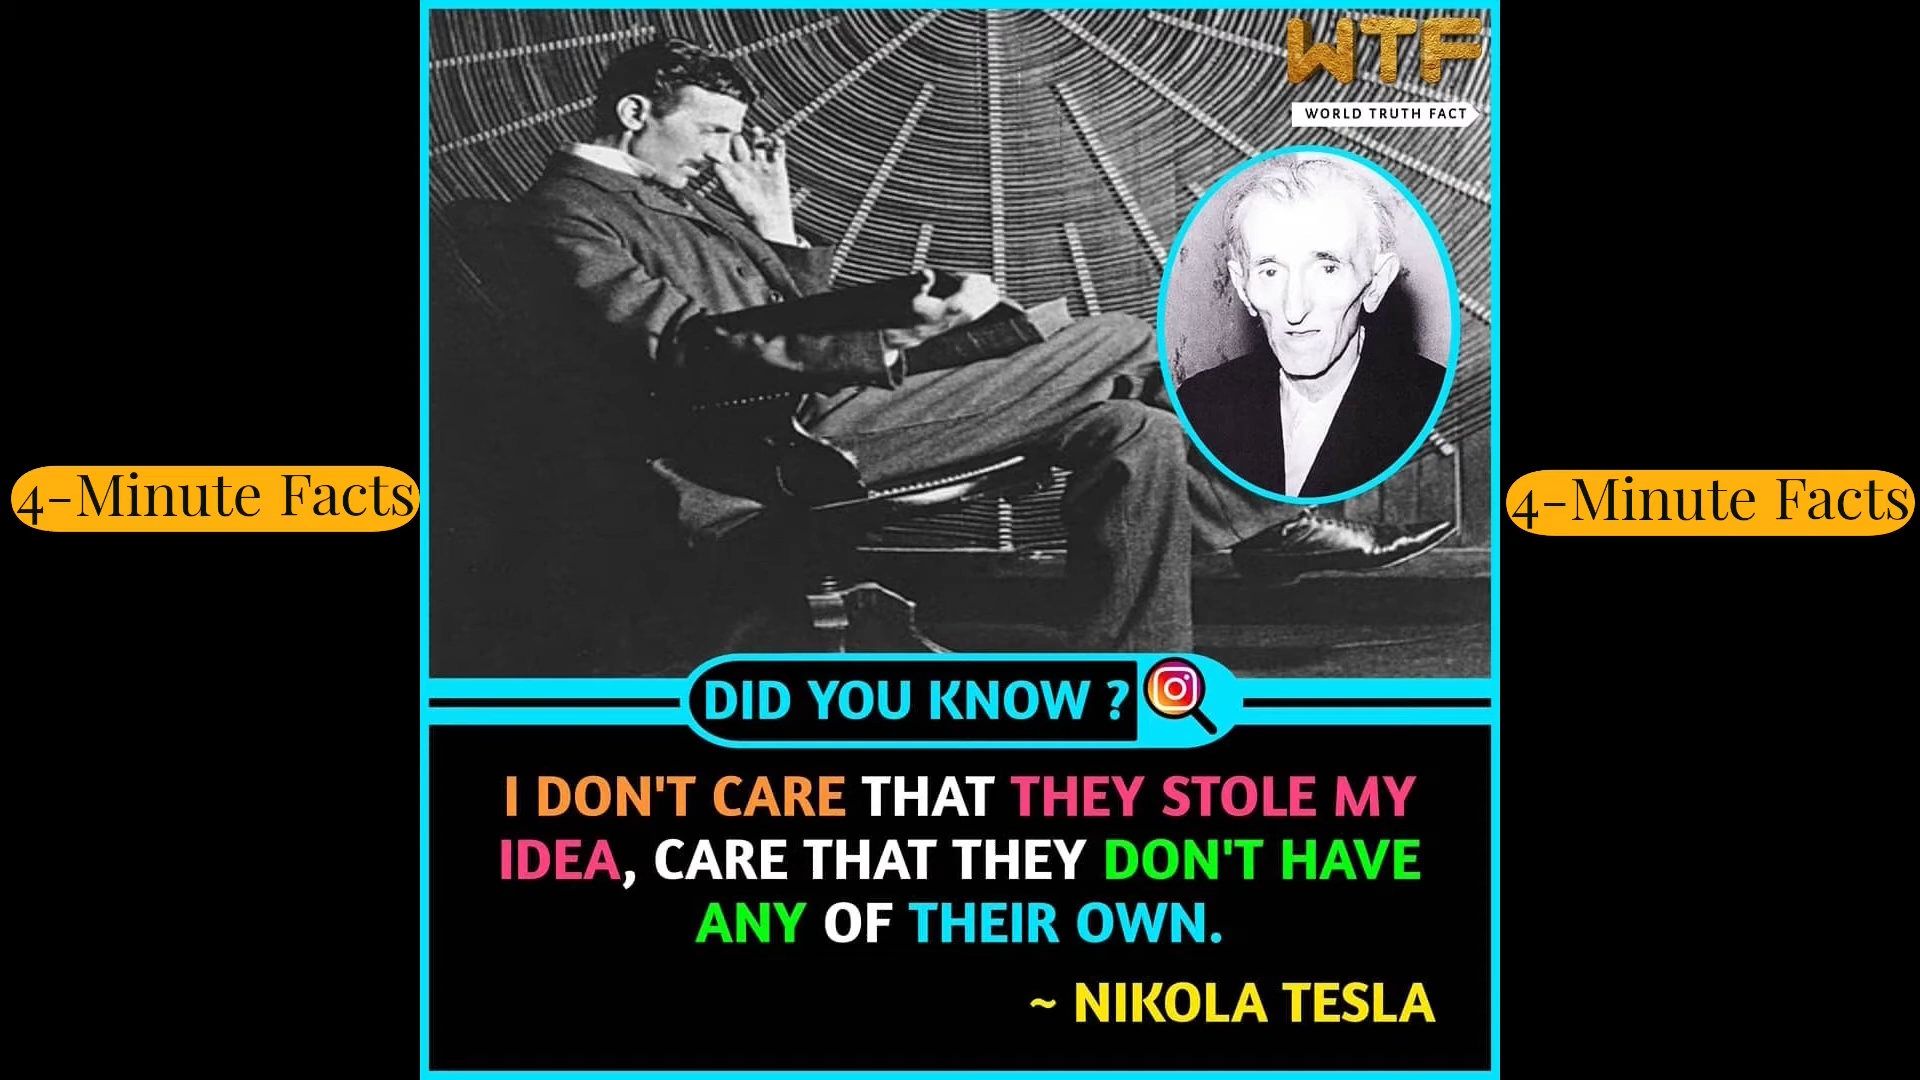 WTF
WORLD TRUTH FACT
4-Minute Facts
4-Minute Facts
DID YOU KNOW ?
I DON'T CARE THAT THEY STOLE MY
IDEA, CARE THAT THEY DON'T HAVE
ANY OF THEIR OWN.
~ NIKOLA TESLA